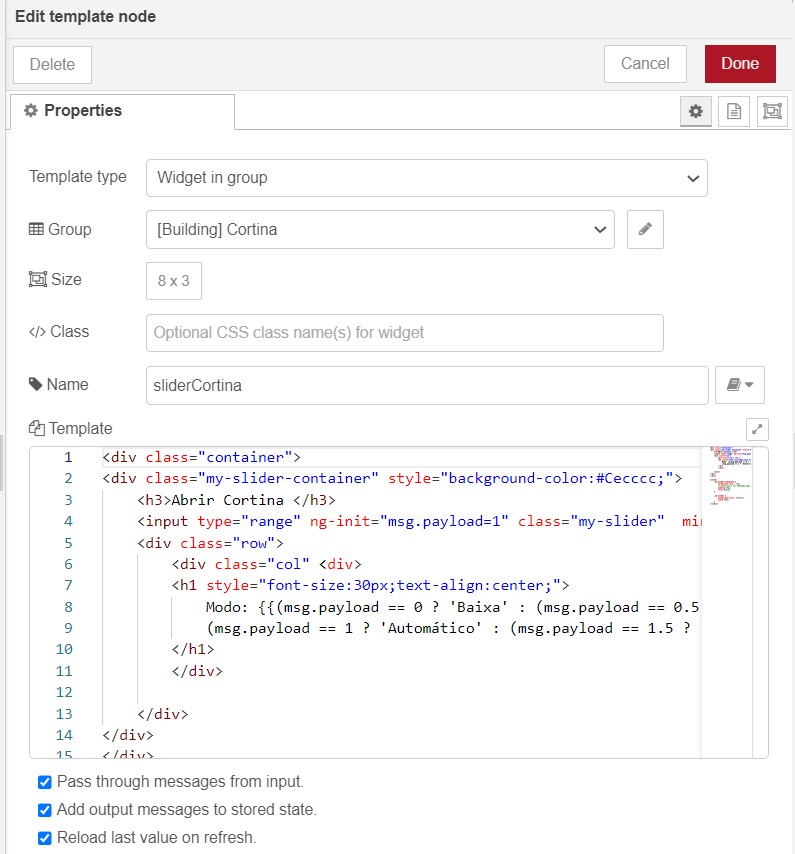 Edit template node
Delete
Cancel
Done
Properties
Template type
Widget in group
Group
[Building] Cortina
Size
8 x 3
</> Class
Optional CSS class name(s) for widget
Name
sliderCortina
Template
1 <div class="container">
2 <div class="my-slider-container" style="background-color:#Cecccc;">
3 <h3>Abrir Cortina </h3>
4 <input type="range" ng-init="msg.payload=1" class="my-slider"  mi
5 <div class="row">
6 <div class="col" <div>
7 <h1 style="font-size:30px;text-align:center;">
8 Modo: {{(msg.payload == 0 ? 'Baixa' : (msg.payload == 0.5
9 (msg.payload == 1 ? 'Automático' : (msg.payload == 1.5 ?
10 </h1>
11 </div>
12
13 </div>
14 </div>
15 </div>
Pass through messages from input.
Add output messages to stored state.
Reload last value on refresh.